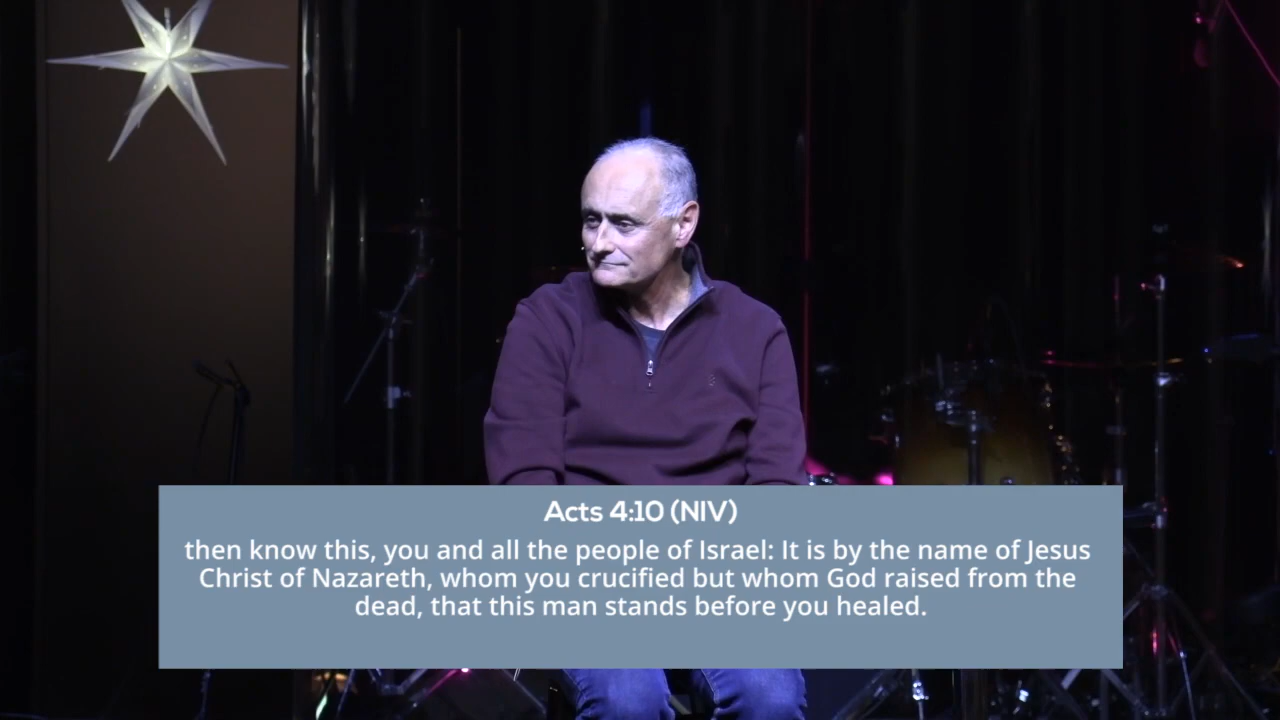 Acts 4:10 (NIV)
then know this, you and all the people of Israel: It is by the name of Jesus
Christ of Nazareth, whom you crucified but whom God raised from the
dead, that this man stands before you healed.